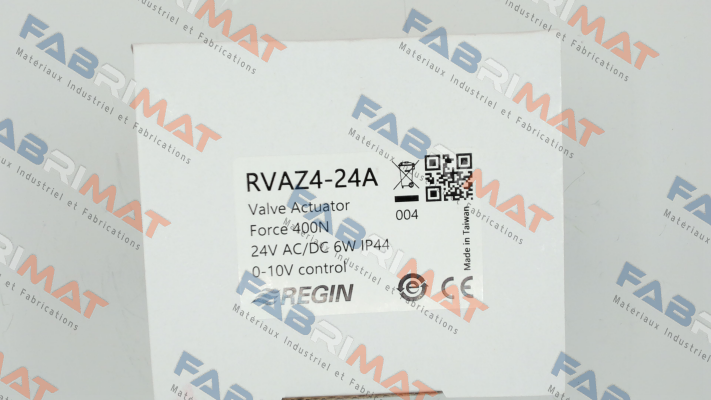 RVAZ4-24A
Valve Actuator
Force 400N
24V AC/DC 6W IP44
0-10V control
REGIN
004
Made in Taiwan,
CE
FABRIMAT
Matériaux Industriel et Fabrications